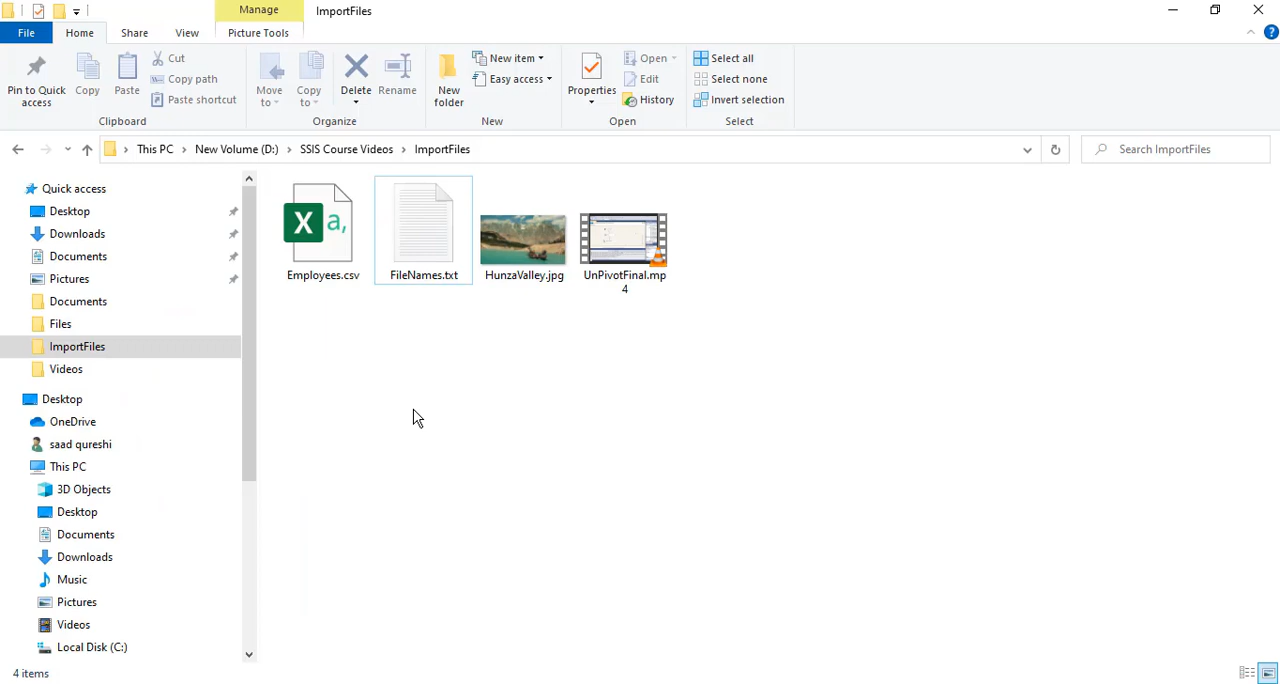 Manage
ImportFiles
File
Home
Share
View
Picture Tools
Pin to Quick access
Copy
Paste
Cut
Copy path
Paste shortcut
Clipboard
Move to
Copy to
Delete
Rename
Organize
New folder
New item
Easy access
New
Properties
Open
Edit
History
Open
Select all
Select none
Invert selection
Select
This PC > New Volume (D:) > SSIS Course Videos > ImportFiles
Search ImportFiles
Quick access
Desktop
Downloads
Documents
Pictures
Documents
Files
ImportFiles
Videos
Desktop
OneDrive
saad qureshi
This PC
3D Objects
Desktop
Documents
Downloads
Music
Pictures
Videos
Local Disk (C:)
X a,
Employees.csv
FileNames.txt
HunzaValley.jpg
UnPivotFinal.mp
4
4 items